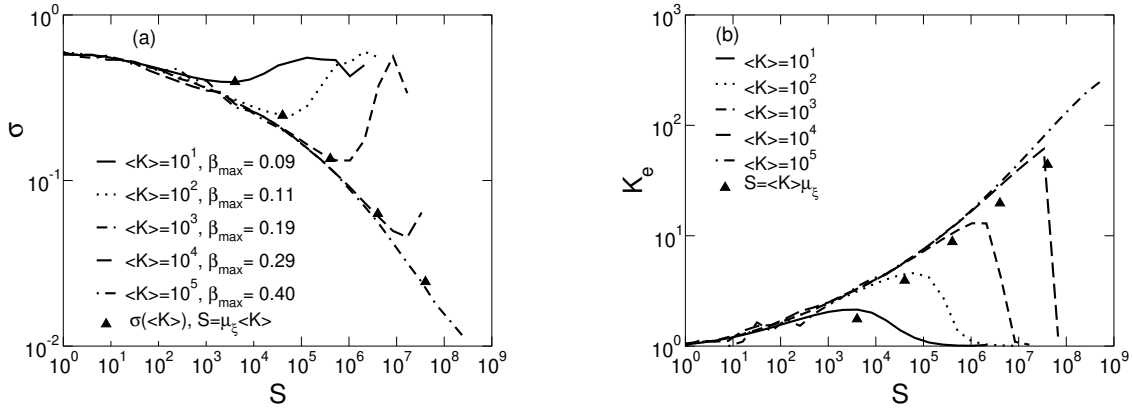 10^0
(a)
σ
10^-1
<K>=10^1, β_max= 0.09
<K>=10^2, β_max= 0.11
<K>=10^3, β_max= 0.19
<K>=10^4, β_max= 0.29
<K>=10^5, β_max= 0.40
σ(<K>), S=μ_ξ<K>
10^-2
10^0 10^1 10^2 10^3 10^4 10^5 10^6 10^7 10^8 10^9
S
10^3
(b)
<K>=10^1
<K>=10^2
<K>=10^3
<K>=10^4
<K>=10^5
S=<K>μ_ξ
10^2
K_e
10^1
10^0
10^0 10^1 10^2 10^3 10^4 10^5 10^6 10^7 10^8 10^9
S